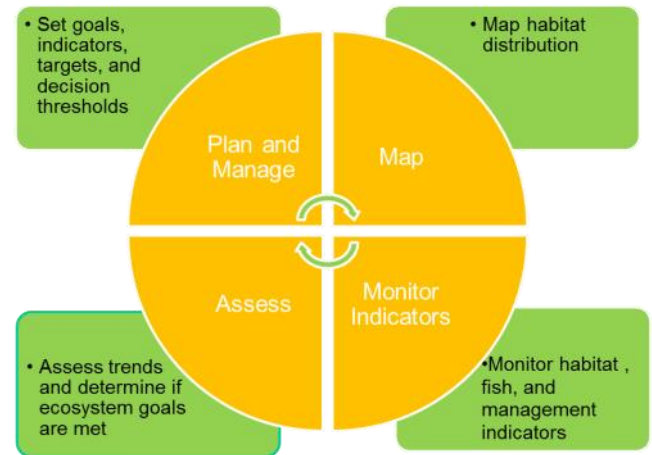 • Set goals,
indicators,
targets, and
decision
thresholds
• Map habitat
distribution
Plan and
Manage
Map
Assess
Monitor
Indicators
• Assess trends
and determine if
ecosystem goals
are met
•Monitor habitat ,
fish, and
management
indicators